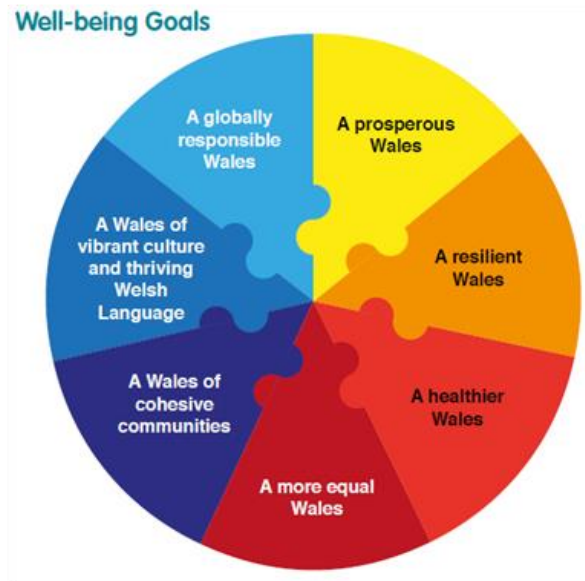 Well-being Goals
A globally
responsible
Wales
A prosperous
Wales
A resilient
Wales
A healthier
Wales
A more equal
Wales
A Wales of
cohesive
communities
A Wales of
vibrant culture
and thriving
Welsh
Language